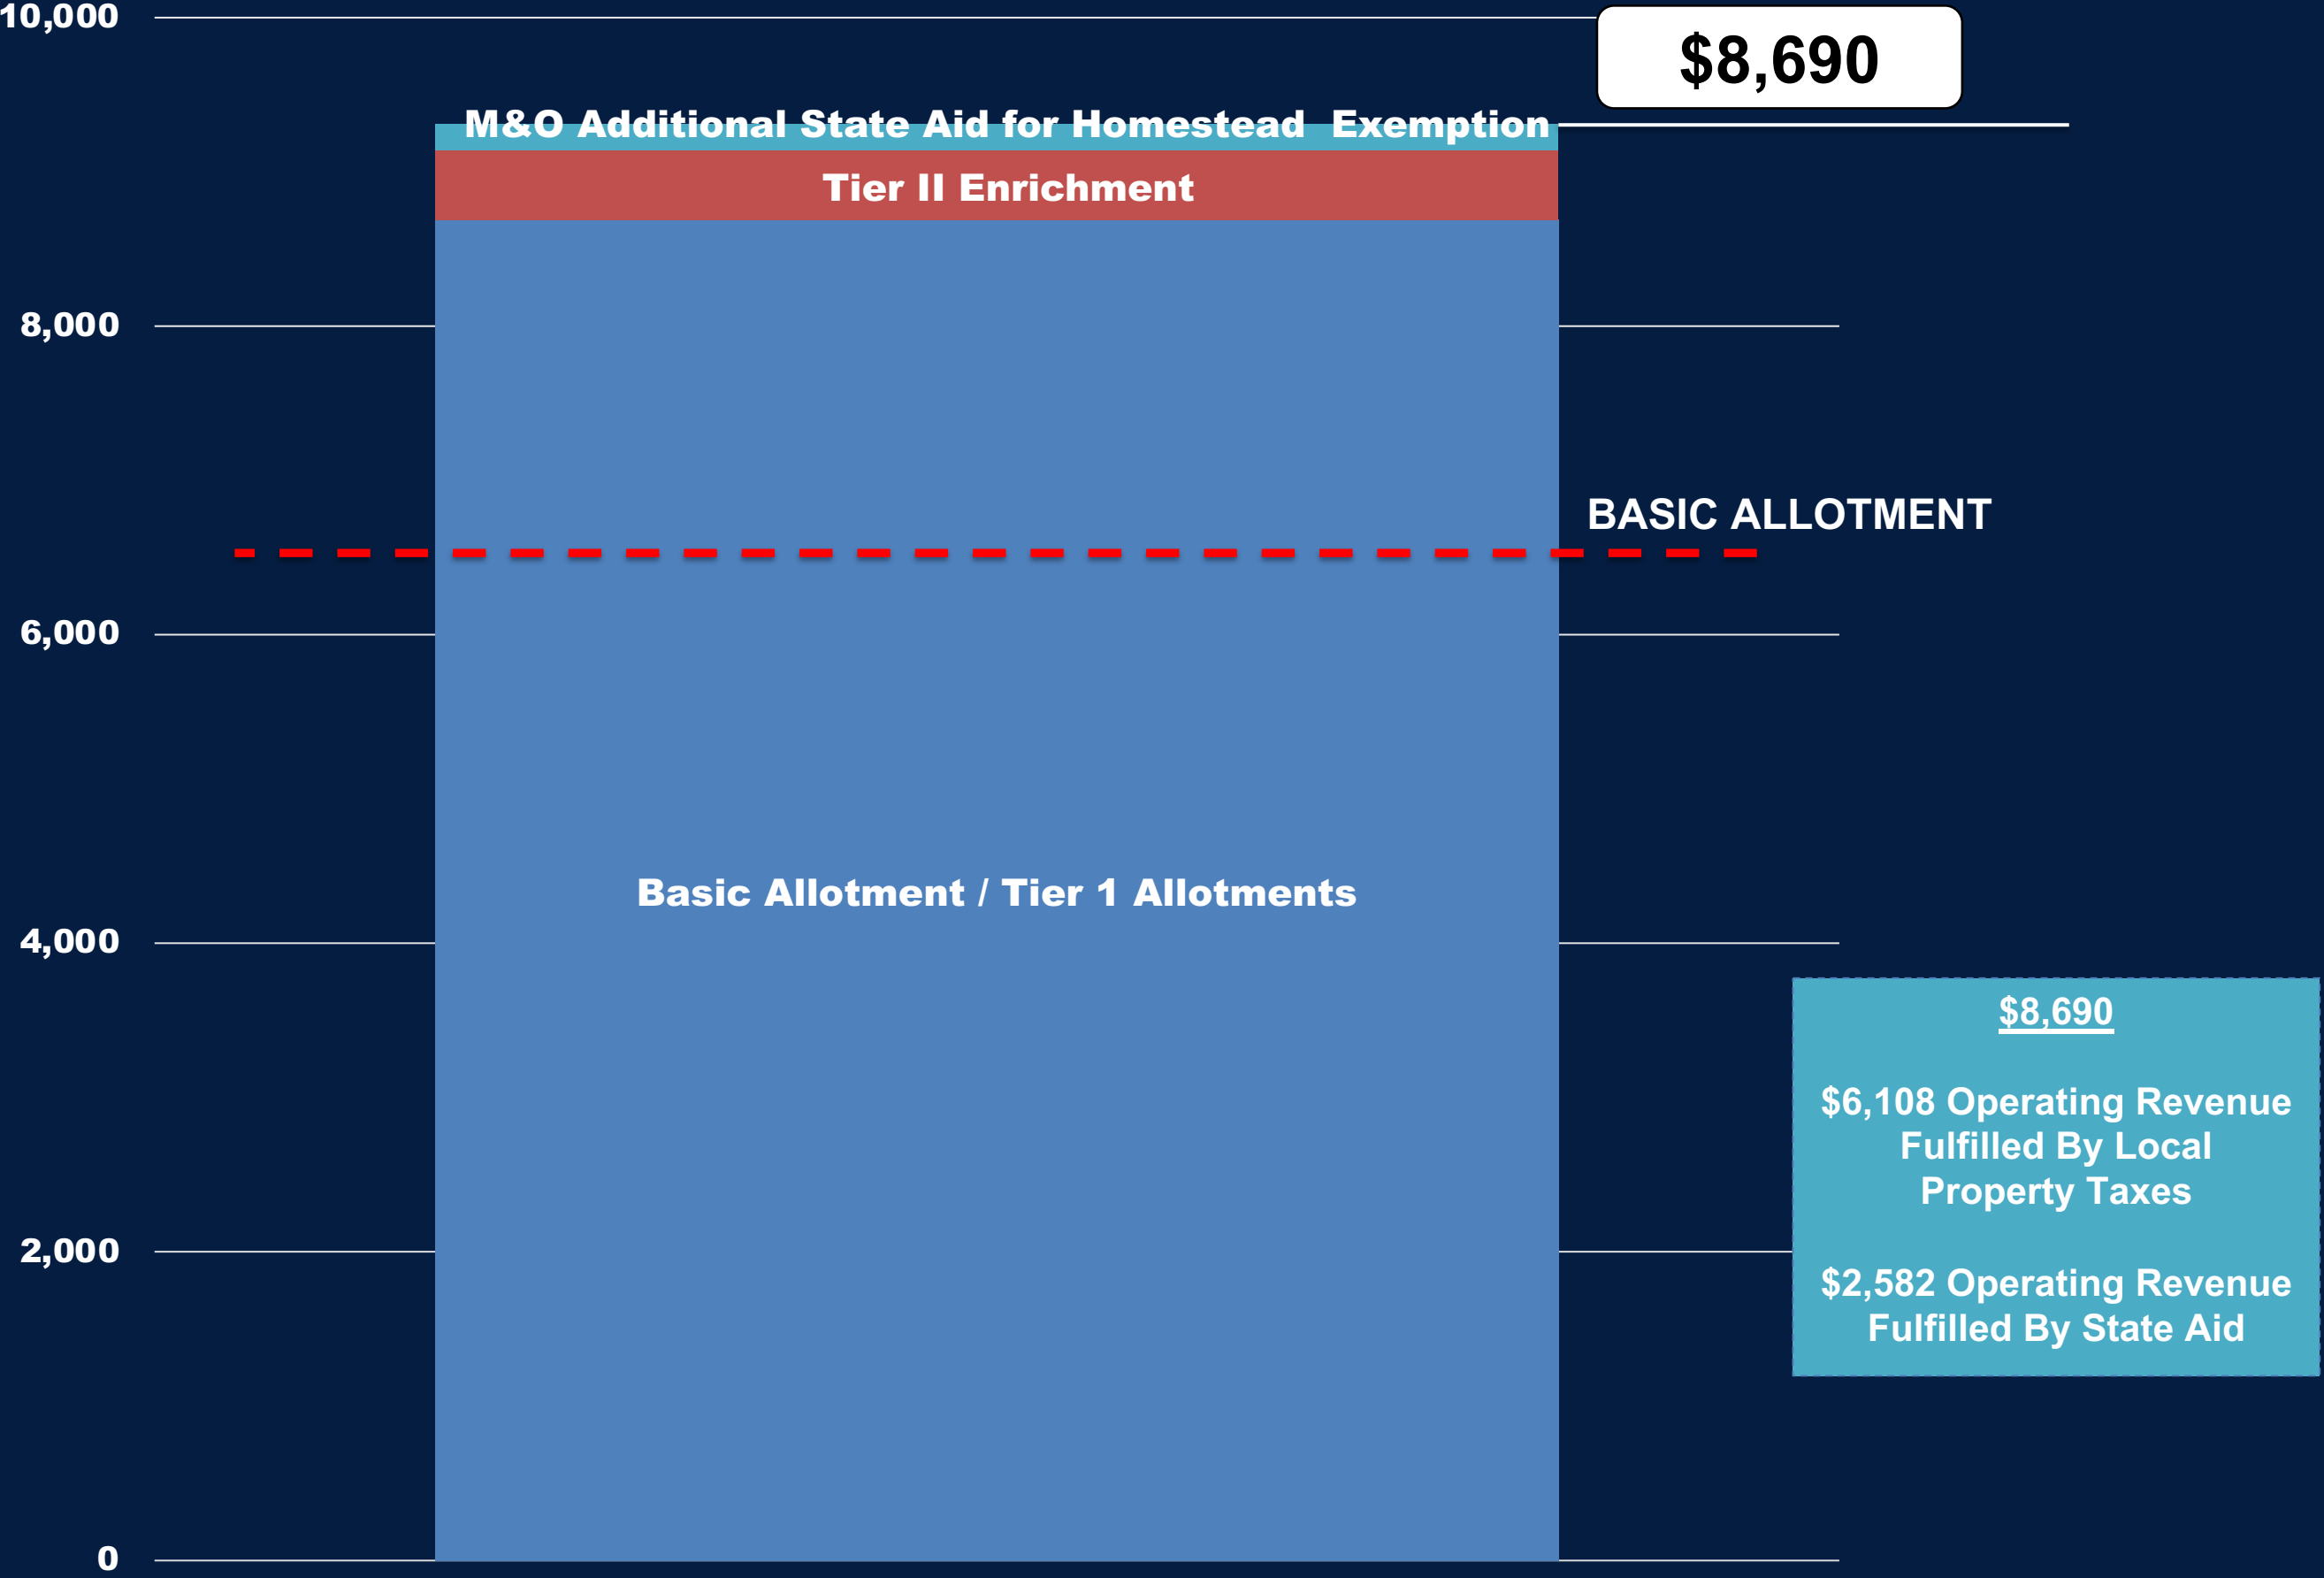 10,000
$8,690
M&O Additional State Aid for Homestead  Exemption
Tier II Enrichment
8,000
BASIC ALLOTMENT
6,000
Basic Allotment / Tier 1 Allotments
4,000
$8,690
$6,108 Operating Revenue
Fulfilled By Local
Property Taxes
2,000
$2,582 Operating Revenue
Fulfilled By State Aid
0